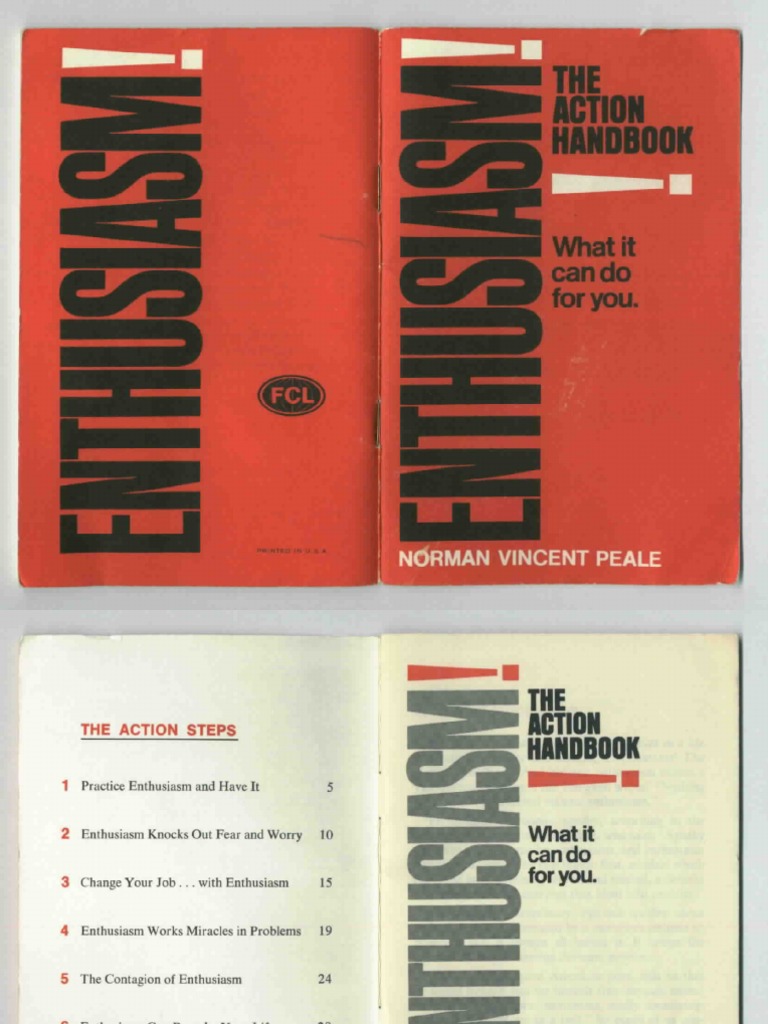 ENTHUSIASM!
FCL
PRINTED IN U.S.A.
ENTHUSIASM!
THE
ACTION
HANDBOOK
!
What it
can do
for you.
NORMAN VINCENT PEALE
THE ACTION STEPS
1 Practice Enthusiasm and Have It 5
2 Enthusiasm Knocks Out Fear and Worry 10
3 Change Your Job . . . with Enthusiasm 15
4 Enthusiasm Works Miracles in Problems 19
5 The Contagion of Enthusiasm 24
NTHUSIASM!
THE
ACTION
HANDBOOK
!
What it
can do
for you.